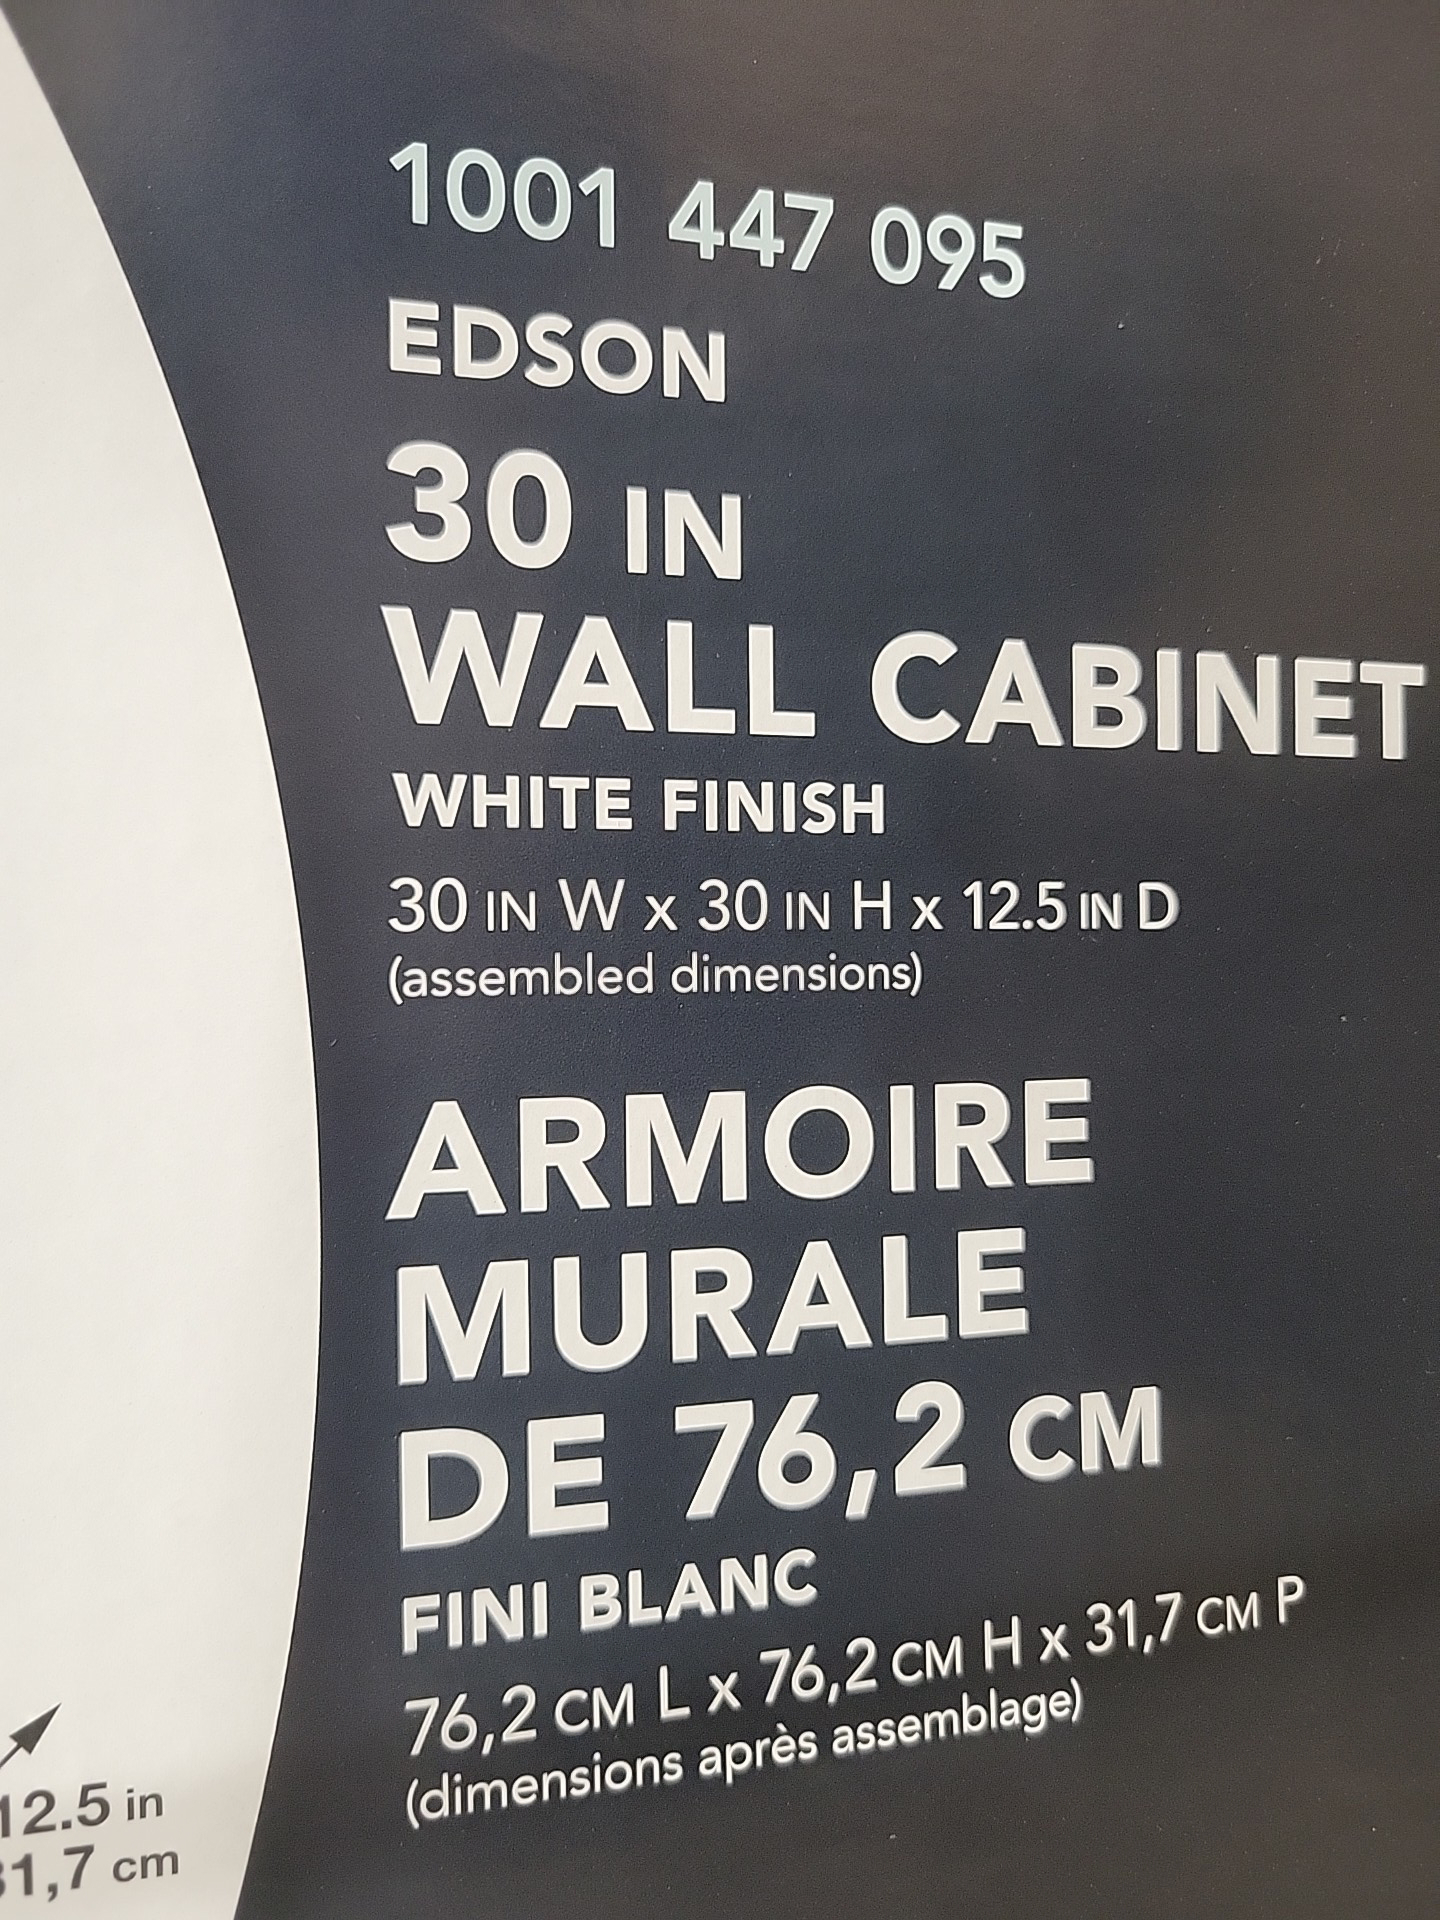 1001 447 095
EDSON
30 IN
WALL CABINET
WHITE FINISH
30 IN W x 30 IN H x 12.5 IN D
(assembled dimensions)
ARMOIRE
MURALE
DE 76,2 CM
FINI BLANC
76,2 CM L x 76,2 CM H x 31,7 CM P
(dimensions après assemblage)
12.5 in
31,7 cm